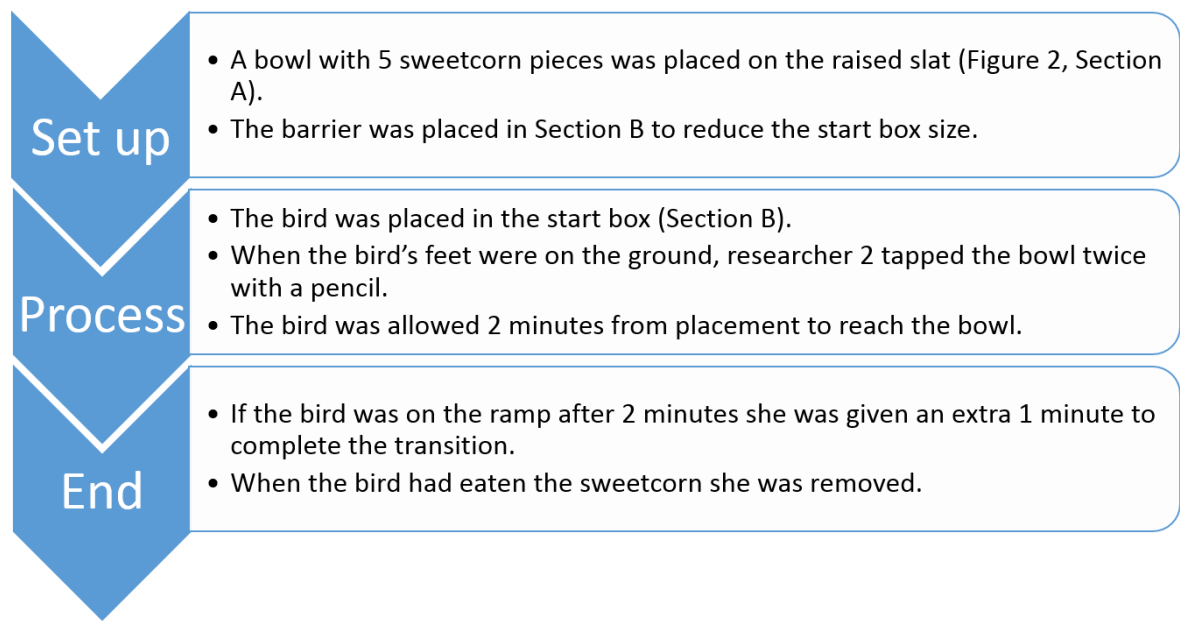 Set up
• A bowl with 5 sweetcorn pieces was placed on the raised slat (Figure 2, Section
A).
• The barrier was placed in Section B to reduce the start box size.
Process
• The bird was placed in the start box (Section B).
• When the bird’s feet were on the ground, researcher 2 tapped the bowl twice
with a pencil.
• The bird was allowed 2 minutes from placement to reach the bowl.
End
• If the bird was on the ramp after 2 minutes she was given an extra 1 minute to
complete the transition.
• When the bird had eaten the sweetcorn she was removed.